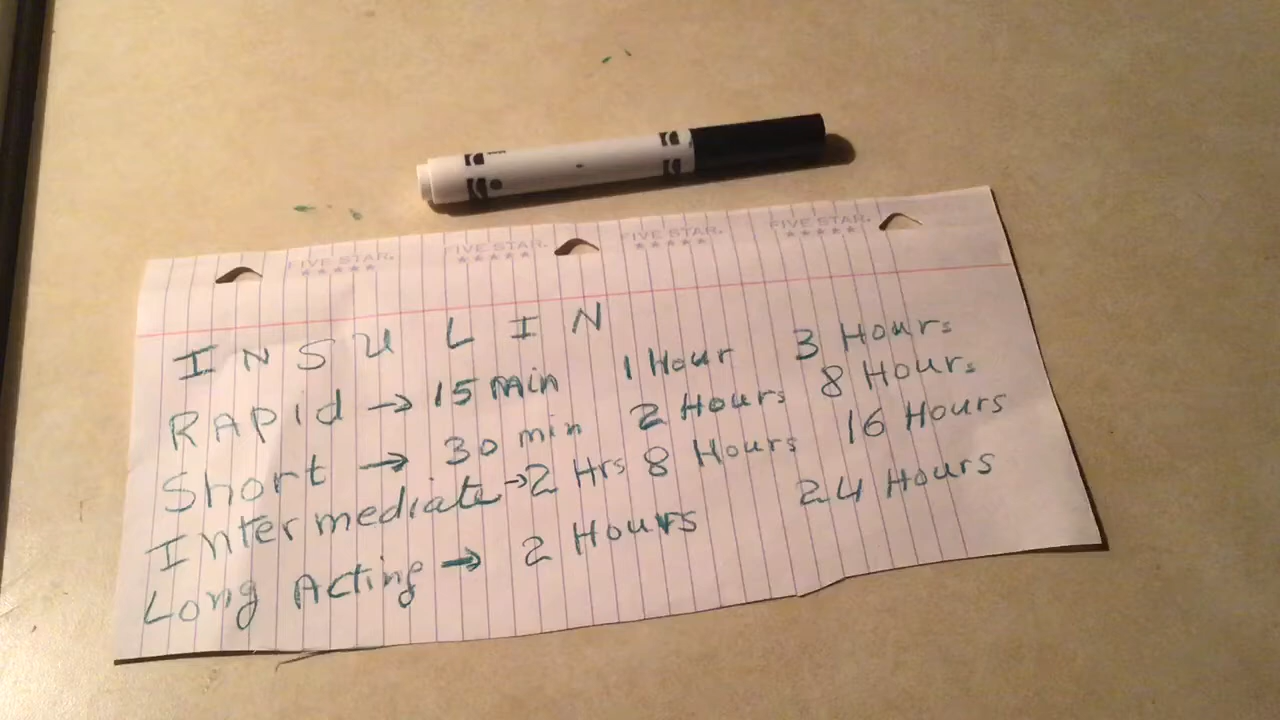 FIVE STAR. FIVE STAR. FIVE STAR. FIVE STAR.
INSULIN
RAPid → 15 min 1 Hour 3 Hours
Short → 30 min 2 Hours 8 Hours
Intermediate → 2 Hrs 8 Hours 16 Hours
Long Acting → 2 Hours 24 Hours